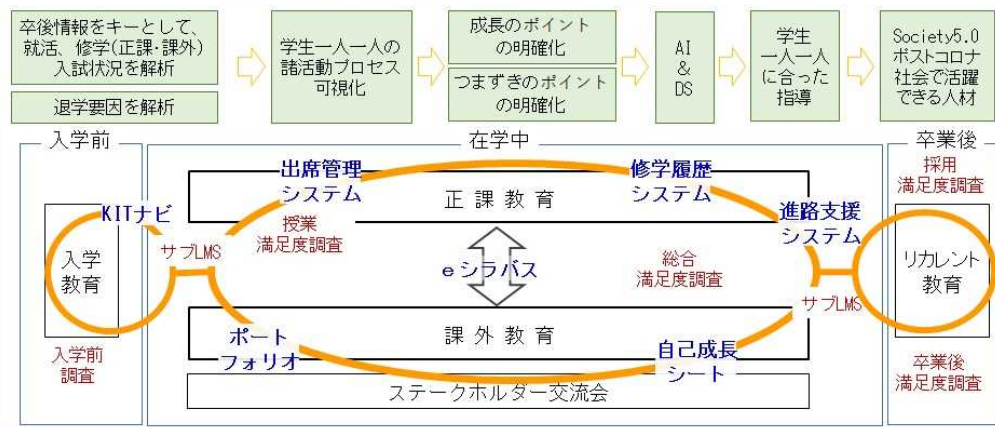 卒後情報をキーとして、
就活、修学(正課・課外)
入試状況を解析
退学要因を解析
学生一人一人の
諸活動プロセス
可視化
成長のポイント
の明確化
つまずきのポイント
の明確化
AI
&
DS
学生
一人一人
に合った
指導
Society5.0
ポストコロナ
社会で活躍
できる人材
入学前
在学中
卒業後
KITナビ
入学
教育
サブLMS
入学前
調査
出席管理
システム
修学履歴
システム
正課教育
授業
満足度調査
進路支援
システム
eシラバス
総合
満足度調査
サブLMS
課外教育
ポート
フォリオ
自己成長
シート
ステークホルダー交流会
採用
満足度調査
リカレント
教育
卒業後
満足度調査